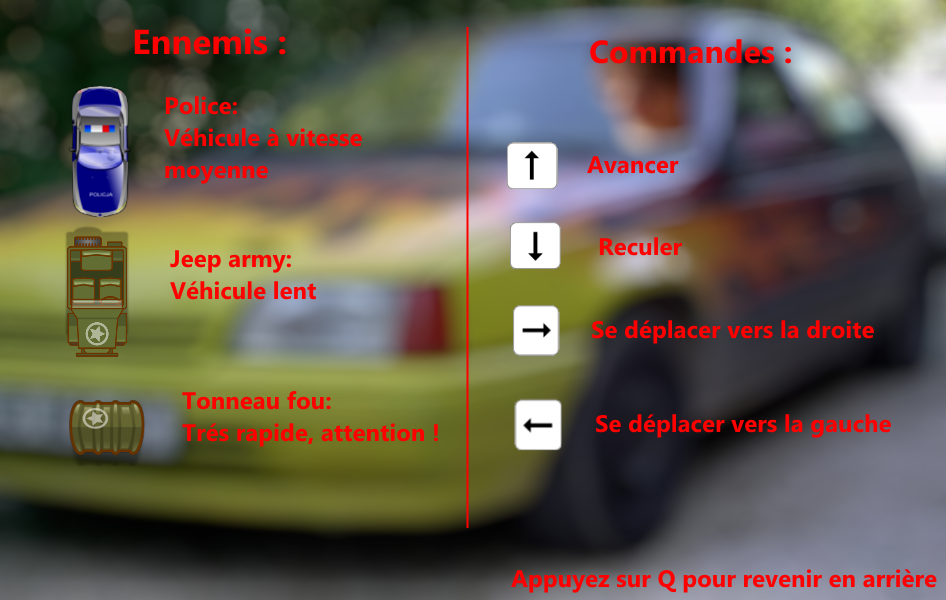 Ennemis :
Police:
Véhicule à vitesse
moyenne
POLICJA
Jeep army:
Véhicule lent
Tonneau fou:
Trés rapide, attention !
Commandes :
↑ Avancer
↓ Reculer
→ Se déplacer vers la droite
← Se déplacer vers la gauche
Appuyez sur Q pour revenir en arrière